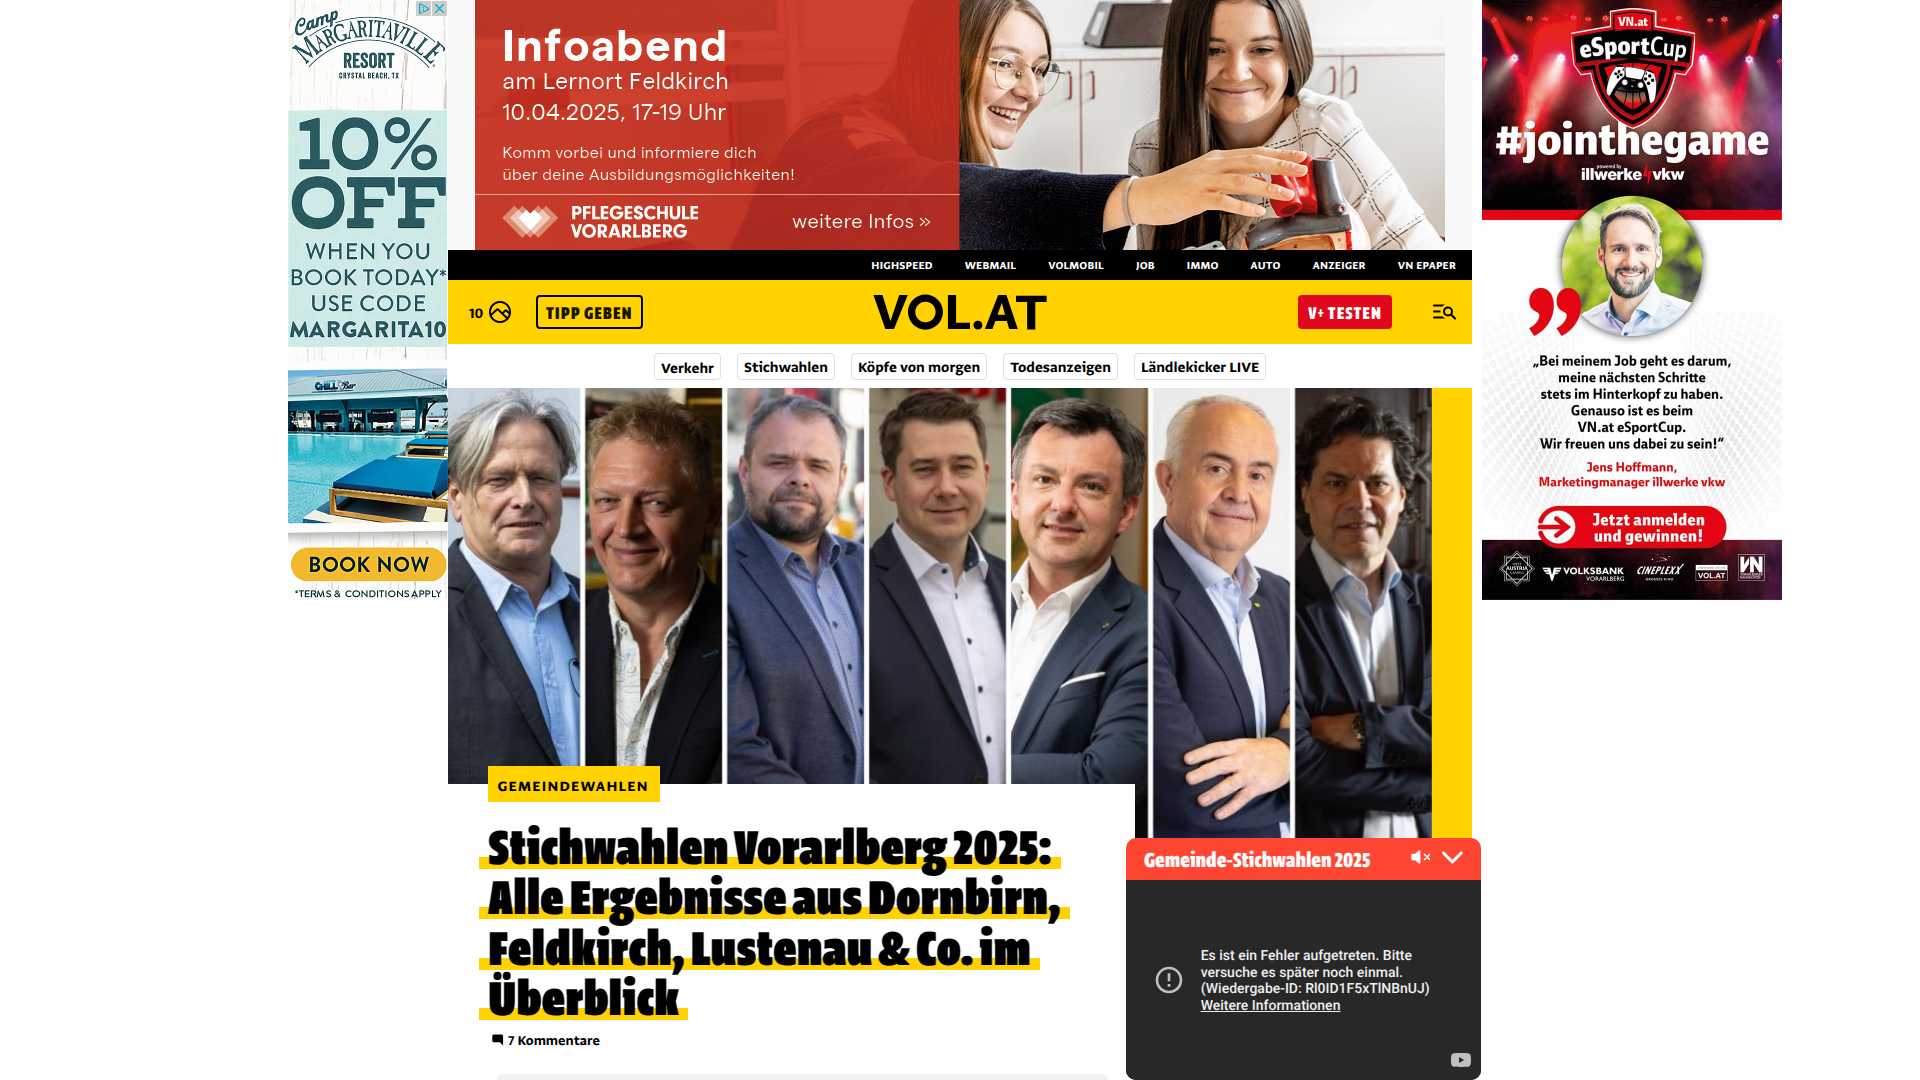 Camp
MARGARITAVILLE
RESORT
CRYSTAL BEACH, TX
10%
OFF
WHEN YOU
BOOK TODAY*
USE CODE
MARGARITA10
CHILL Bar
BOOK NOW
*TERMS & CONDITIONS APPLY
Infoabend
am Lernort Feldkirch
10.04.2025, 17-19 Uhr
Komm vorbei und informiere dich
über deine Ausbildungsmöglichkeiten!
PFLEGESCHULE
VORARLBERG
weitere Infos »
HIGHSPEED WEBMAIL VOLMOBIL JOB IMMO AUTO ANZEIGER VN EPAPER
10 TIPP GEBEN VOL.AT V+ TESTEN
Verkehr Stichwahlen Köpfe von morgen Todesanzeigen Ländlekicker LIVE
GEMEINDEWAHLEN
Stichwahlen Vorarlberg 2025:
Alle Ergebnisse aus Dornbirn,
Feldkirch, Lustenau & Co. im
Überblick
7 Kommentare
Gemeinde-Stichwahlen 2025
Es ist ein Fehler aufgetreten. Bitte
versuche es später noch einmal.
(Wiedergabe-ID: Rl0ID1F5xTlNBnUJ)
Weitere Informationen
VN.at
eSportCup
#jointhegame
powered by
illwerke vkw
„Bei meinem Job geht es darum,
meine nächsten Schritte
stets im Hinterkopf zu haben.
Genauso ist es beim
VN.at eSportCup.
Wir freuen uns dabei zu sein!“
Jens Hoffmann,
Marketingmanager illwerke vkw
Jetzt anmelden
und gewinnen!
AUSTRIA
VOLKSBANK
VORARLBERG
CINEPLEXX
VOL.AT
VN